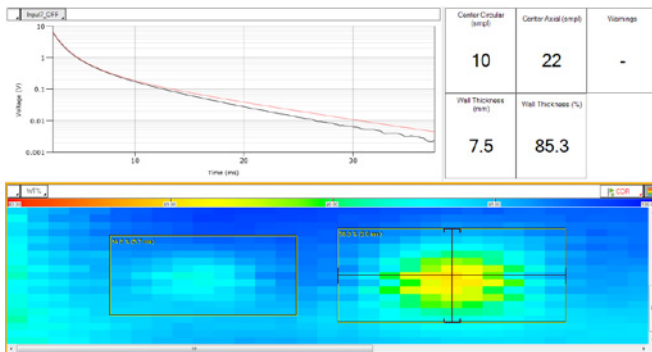 Input7_OFF
Voltage (V)
10
1
0.1
0.01
0.001
10
20
30
Time (ms)
Center Circular
(smpl)
10
Center Axial (smpl)
22
Warnings
-
Wall Thickness
(mm)
7.5
Wall Thickness (%)
85.3
WT%
COR